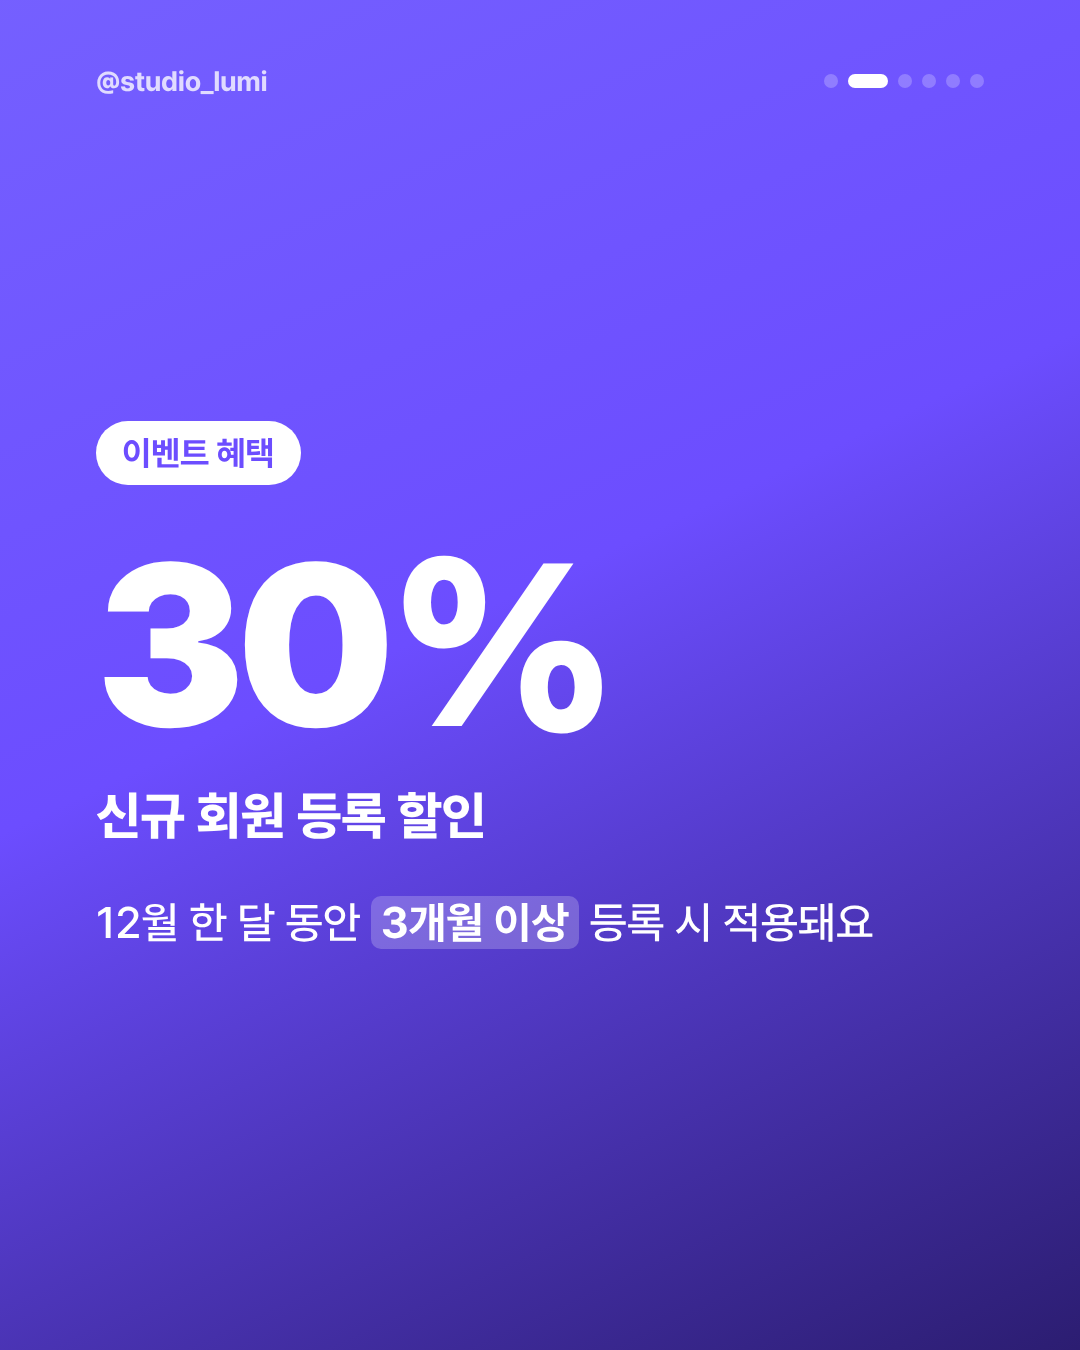 @studio_lumi
이벤트 혜택
30%
신규 회원 등록 할인
12월 한 달 동안 3개월 이상 등록 시 적용돼요